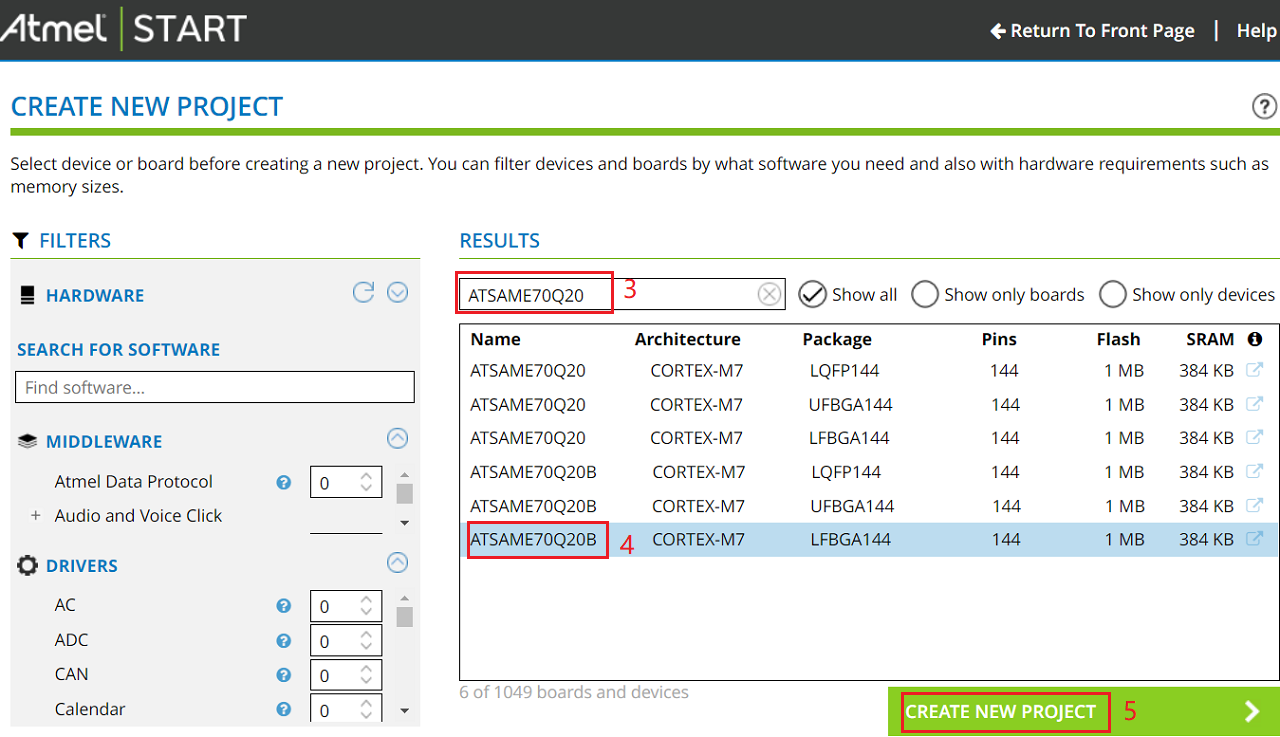 Atmel START
Return To Front Page | Help
CREATE NEW PROJECT
Select device or board before creating a new project. You can filter devices and boards by what software you need and also with hardware requirements such as
memory sizes.
FILTERS
HARDWARE
SEARCH FOR SOFTWARE
Find software...
MIDDLEWARE
Atmel Data Protocol ? 0
+ Audio and Voice Click
DRIVERS
AC ? 0
ADC ? 0
CAN ? 0
Calendar ? 0
RESULTS
ATSAME70Q20 3 Show all Show only boards Show only devices
Name Architecture Package Pins Flash SRAM
ATSAME70Q20 CORTEX-M7 LQFP144 144 1 MB 384 KB
ATSAME70Q20 CORTEX-M7 UFBGA144 144 1 MB 384 KB
ATSAME70Q20 CORTEX-M7 LFBGA144 144 1 MB 384 KB
ATSAME70Q20B CORTEX-M7 LQFP144 144 1 MB 384 KB
ATSAME70Q20B CORTEX-M7 UFBGA144 144 1 MB 384 KB
ATSAME70Q20B 4 CORTEX-M7 LFBGA144 144 1 MB 384 KB
6 of 1049 boards and devices
CREATE NEW PROJECT 5